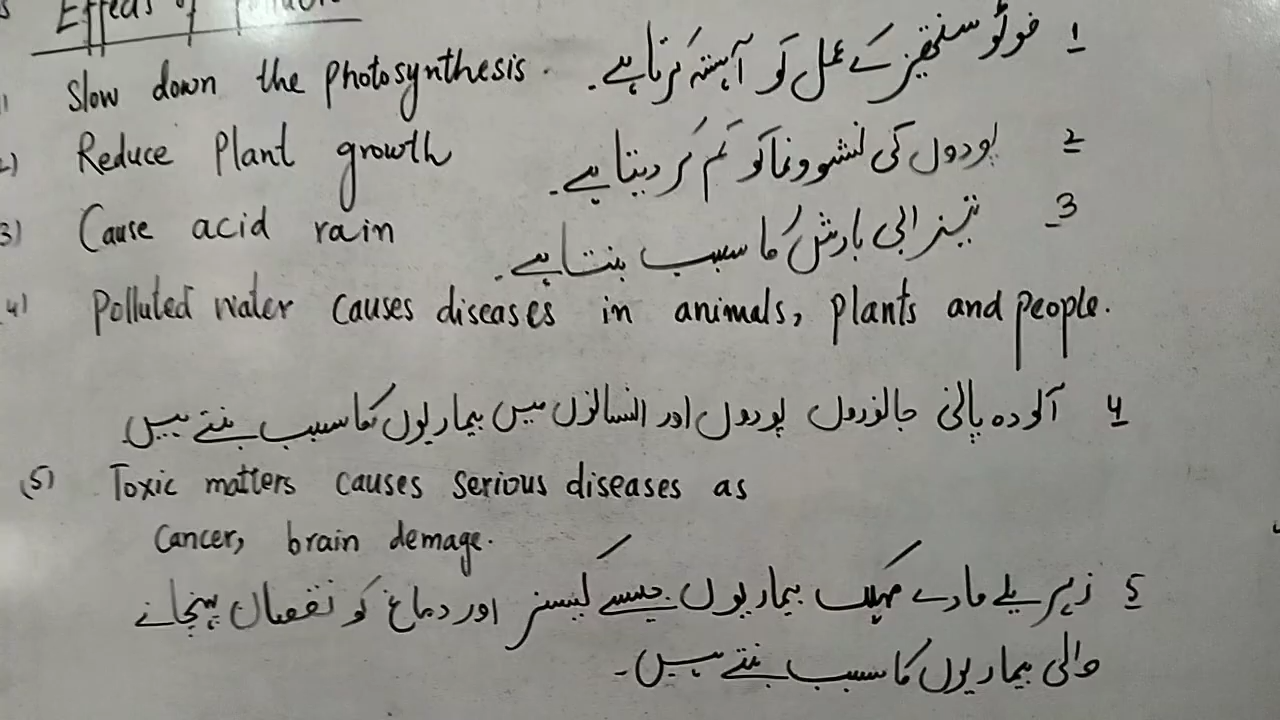 Effects of Pollution
1) Slow down the photosynthesis. 1 فوٹو سنتھیسز کے عمل کو آہستہ کرتا ہے۔
2) Reduce Plant growth 2 پودوں کی نشوونما کو کم کر دیتا ہے۔
3) Cause acid rain 3 تیزابی بارش کا سبب بنتا ہے۔
4) Polluted water causes diseases in animals, plants and people.
4 آلودہ پانی جانوروں پودوں اور انسانوں میں بیماریوں کا سبب بنتے ہیں
(5) Toxic matters causes serious diseases as
Cancer, brain demage.
5 زہریلے مادے مہلک بیماریوں جیسے کینسر اور دماغ کو نقصان پہنچانے
والی بیماریوں کا سبب بنتے ہیں۔